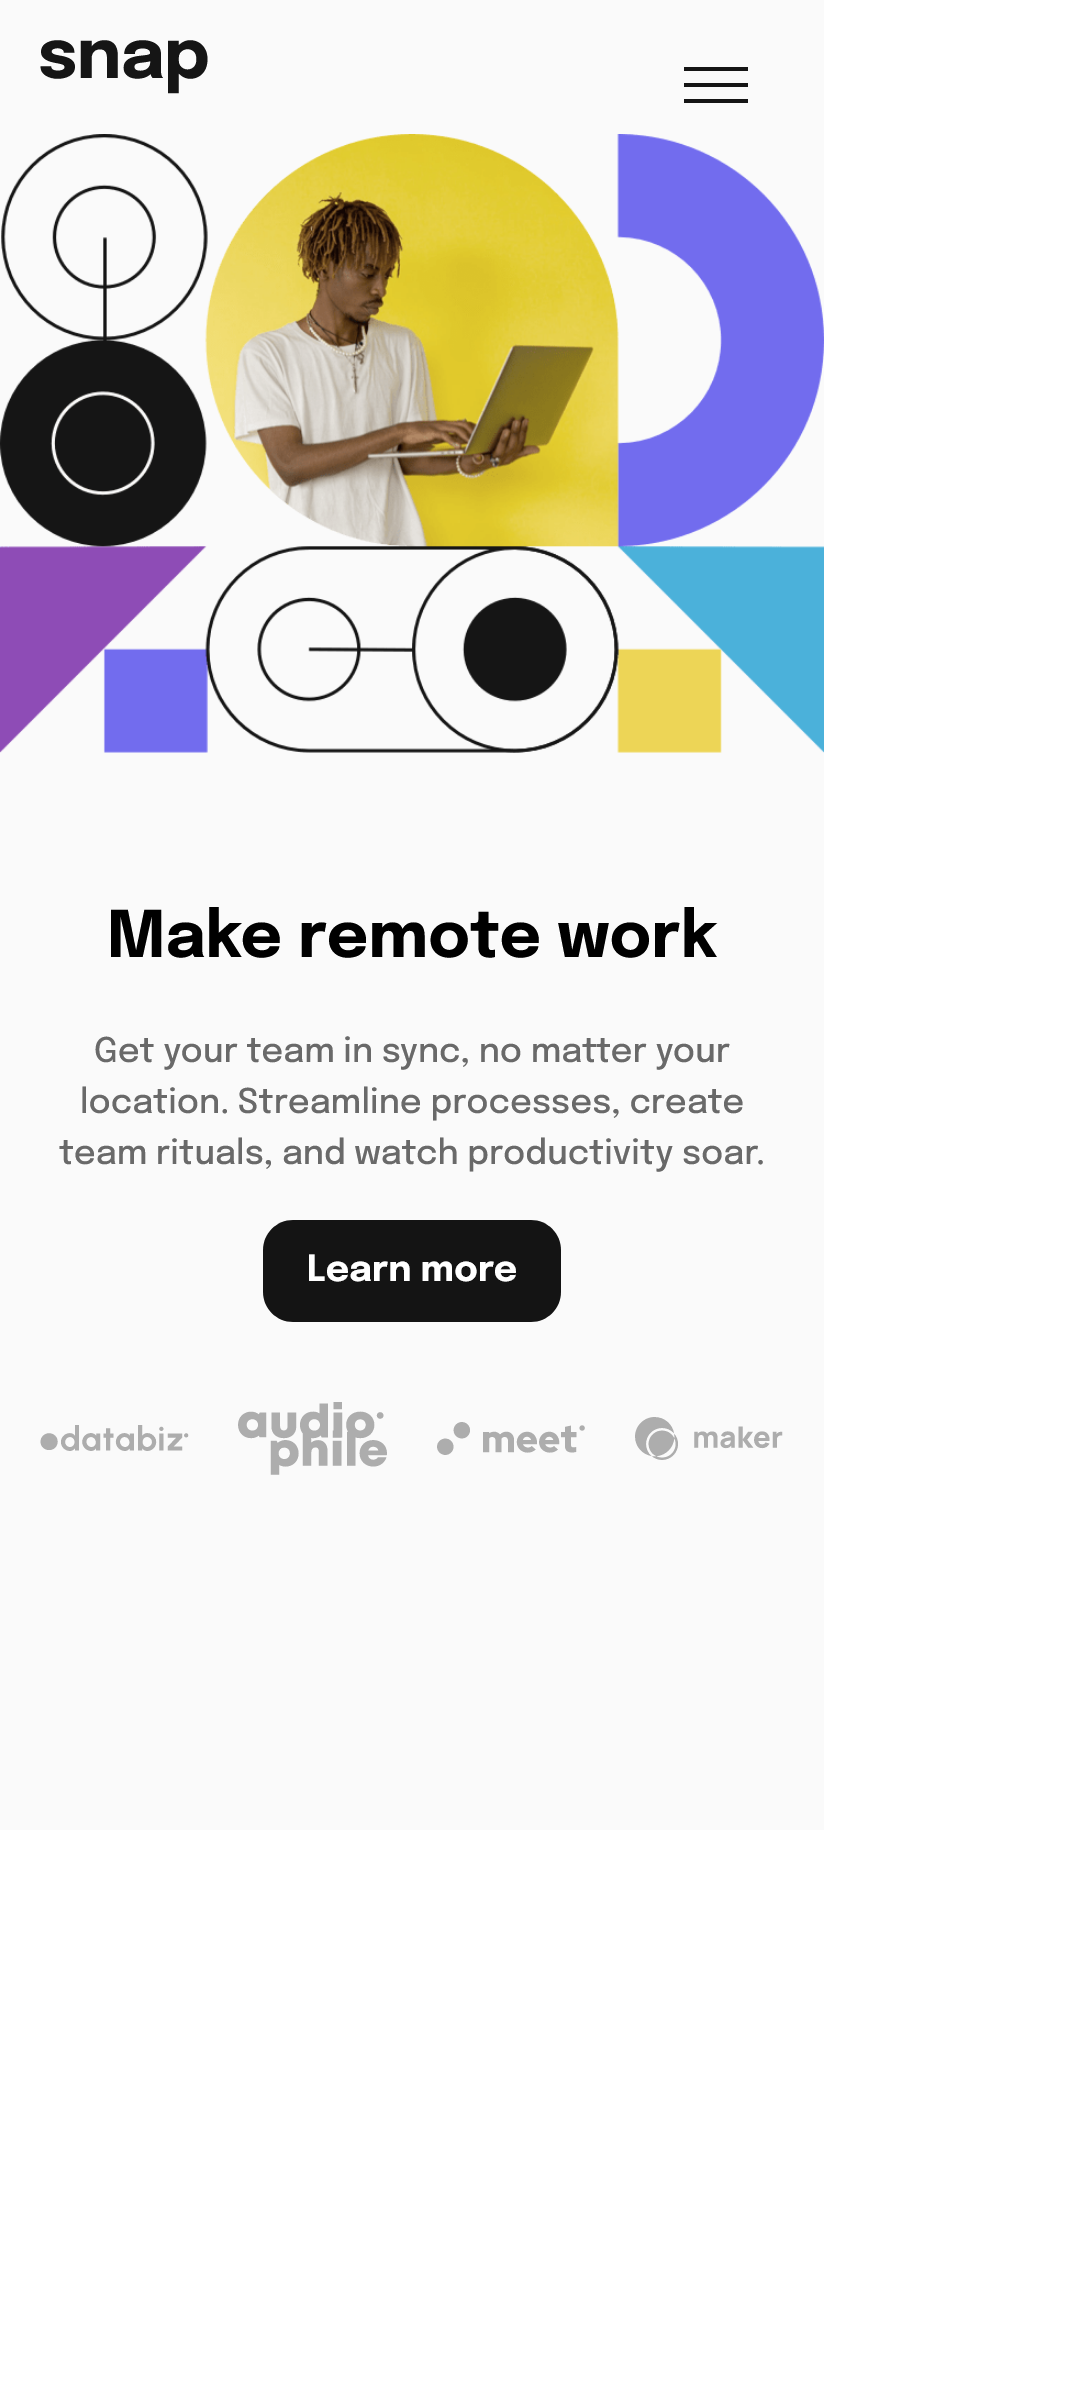 snap
Make remote work
Get your team in sync, no matter your
location. Streamline processes, create
team rituals, and watch productivity soar.
Learn more
databiz
audio
phile
meet
maker